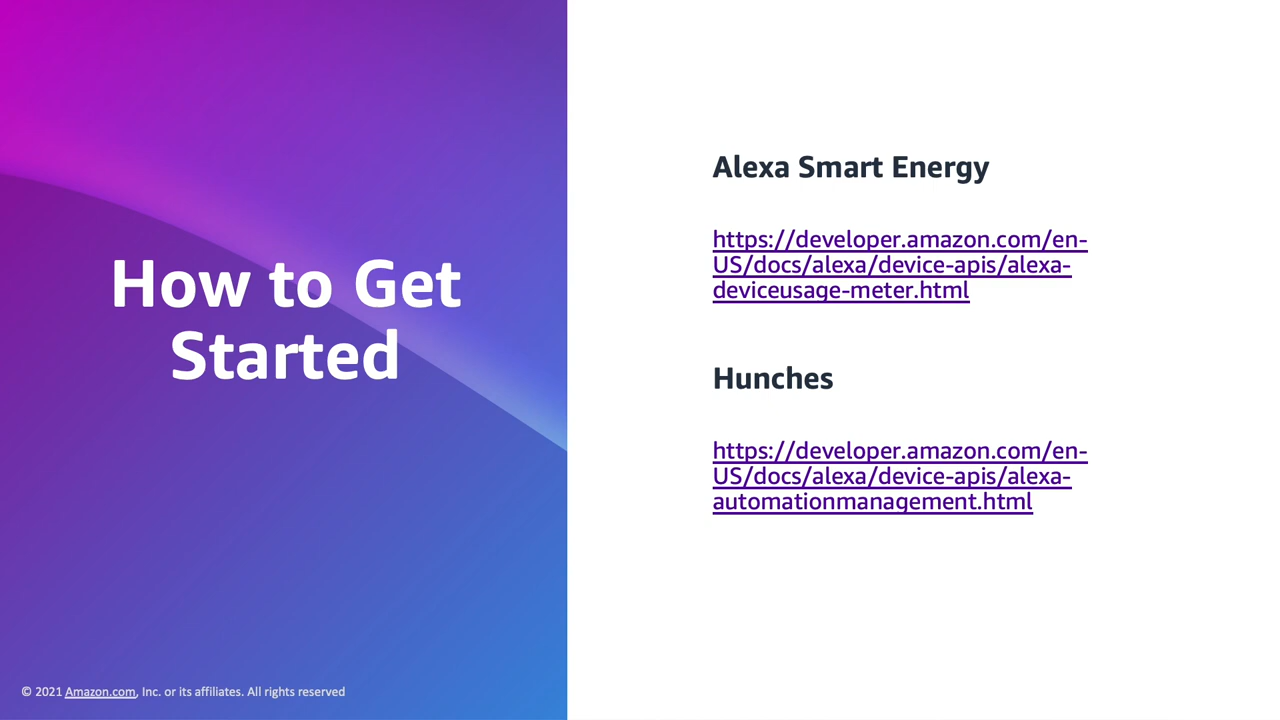 How to Get
Started
© 2021 Amazon.com, Inc. or its affiliates. All rights reserved
Alexa Smart Energy
https://developer.amazon.com/en-
US/docs/alexa/device-apis/alexa-
deviceusage-meter.html
Hunches
https://developer.amazon.com/en-
US/docs/alexa/device-apis/alexa-
automationmanagement.html